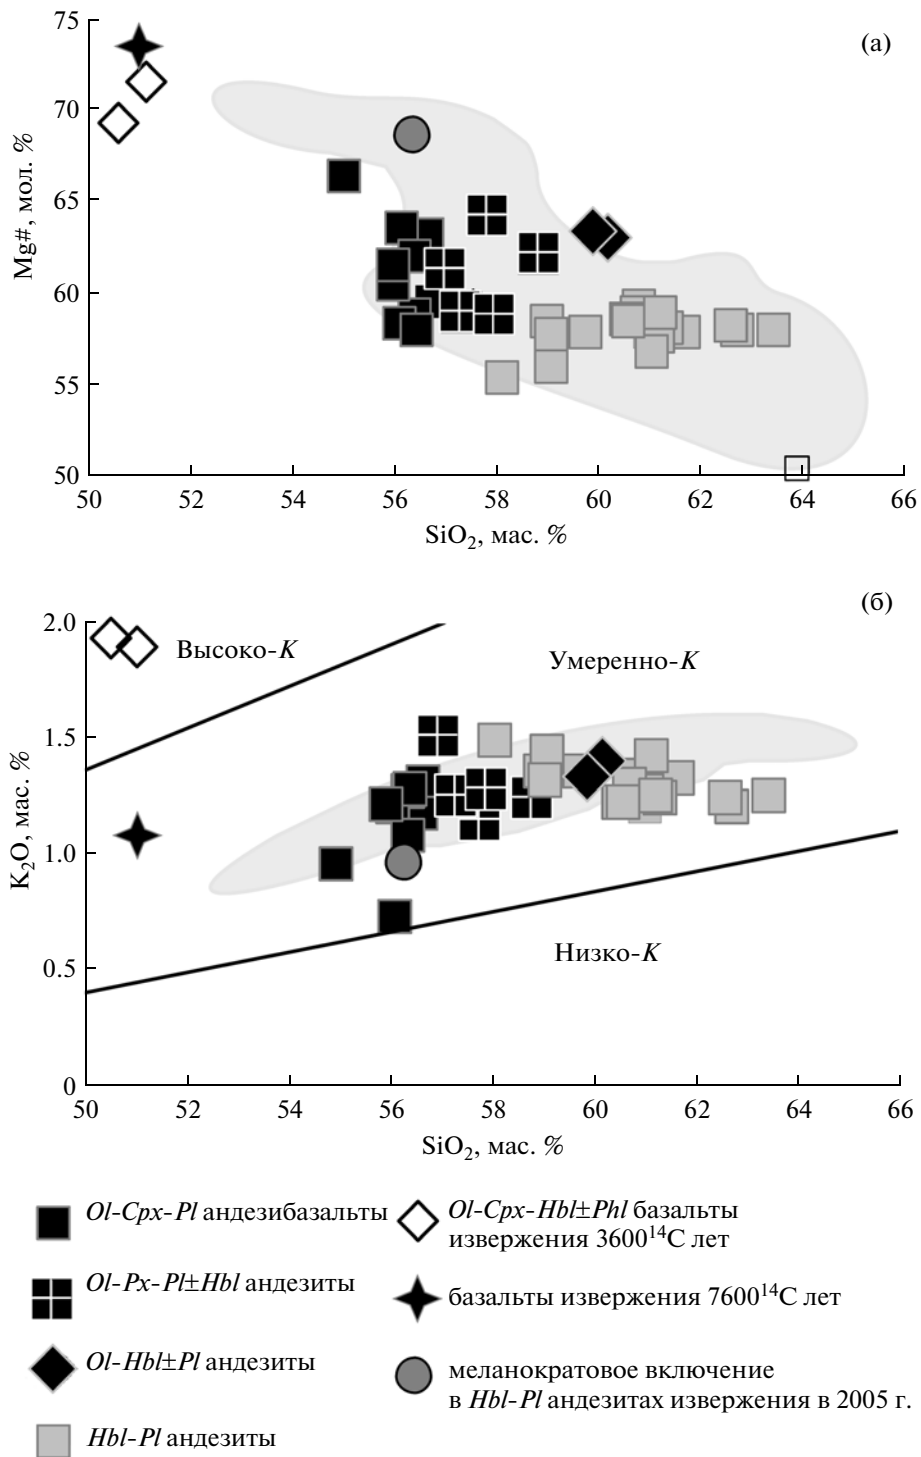 75
(а)
70
65
60
55
50
Mg#, мол. %
50 52 54 56 58 60 62 64 66
SiO₂, мас. %
(б)
2.0
Высоко-K
Умеренно-K
1.5
1.0
0.5
Низко-K
0
K₂O, мас. %
50 52 54 56 58 60 62 64 66
SiO₂, мас. %
Ol-Cpx-Pl андезибазальты
Ol-Px-Pl±Hbl андезиты
Ol-Hbl±Pl андезиты
Hbl-Pl андезиты
Ol-Cpx-Hbl±Phl базальты
извержения 3600¹⁴C лет
базальты извержения 7600¹⁴C лет
меланократовое включение
в Hbl-Pl андезитах извержения в 2005 г.